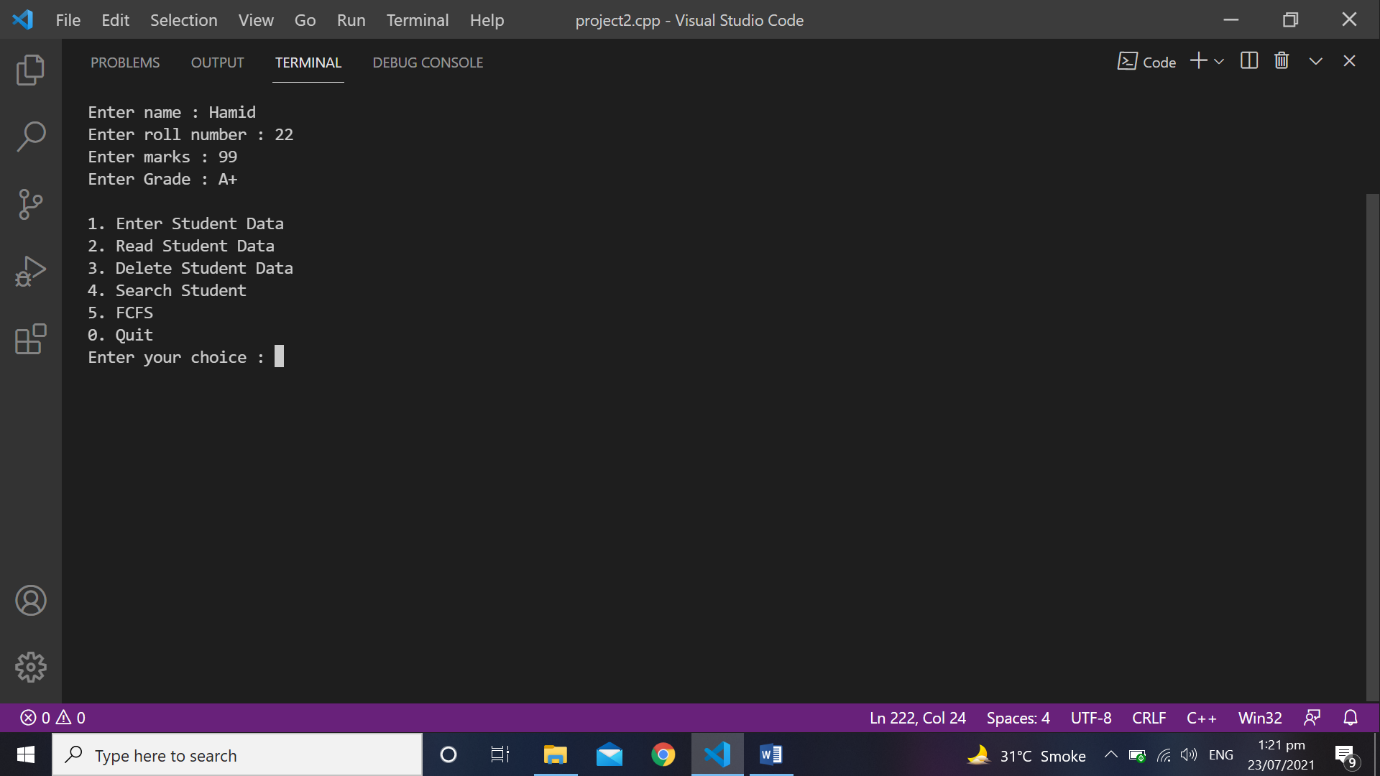 File Edit Selection View Go Run Terminal Help project2.cpp - Visual Studio Code
PROBLEMS OUTPUT TERMINAL DEBUG CONSOLE Code
Enter name : Hamid
Enter roll number : 22
Enter marks : 99
Enter Grade : A+
1. Enter Student Data
2. Read Student Data
3. Delete Student Data
4. Search Student
5. FCFS
0. Quit
Enter your choice :
0 0 Ln 222, Col 24 Spaces: 4 UTF-8 CRLF C++ Win32
Type here to search 31°C Smoke ENG 1:21 pm
23/07/2021 9